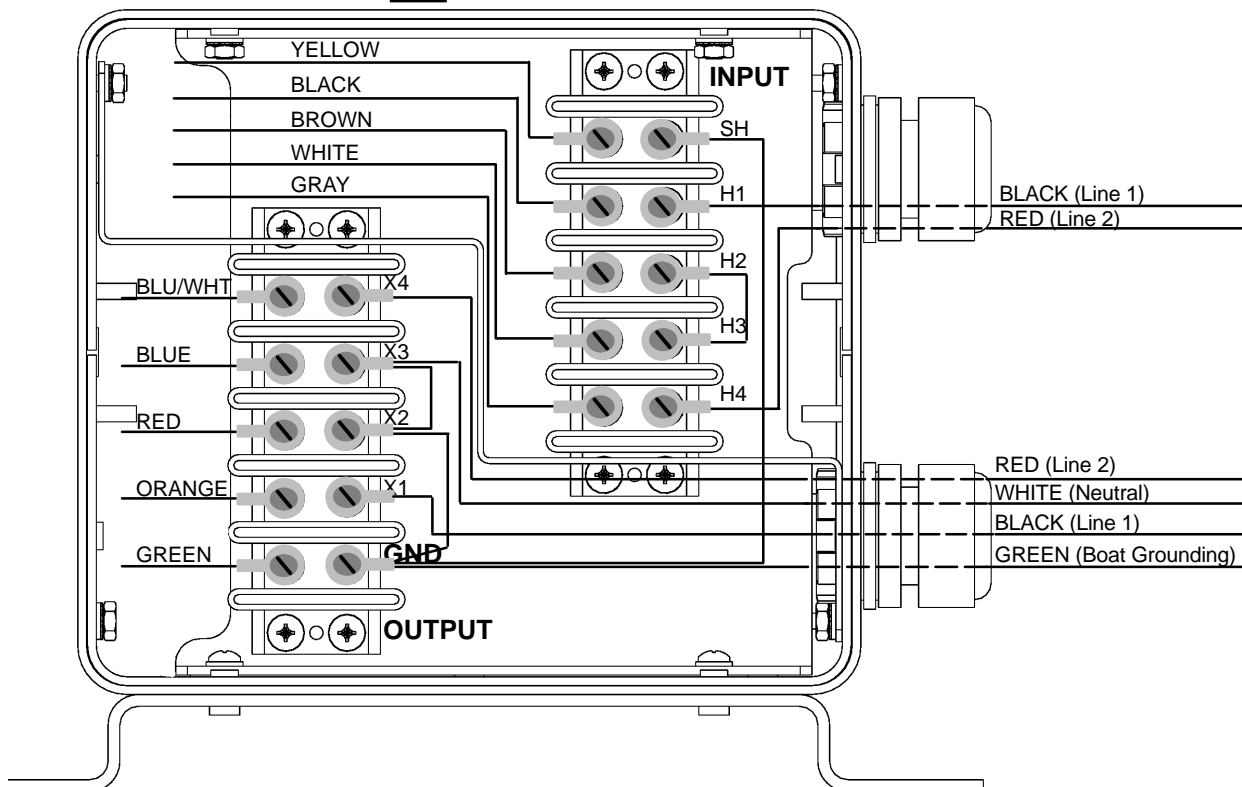 YELLOW
INPUT
BLACK
BROWN
SH
WHITE
GRAY
H1
BLACK (Line 1)
RED (Line 2)
H2
BLU/WHT
X4
H3
BLUE
X3
H4
RED
X2
RED (Line 2)
ORANGE
X1
WHITE (Neutral)
BLACK (Line 1)
GREEN
GND
GREEN (Boat Grounding)
OUTPUT